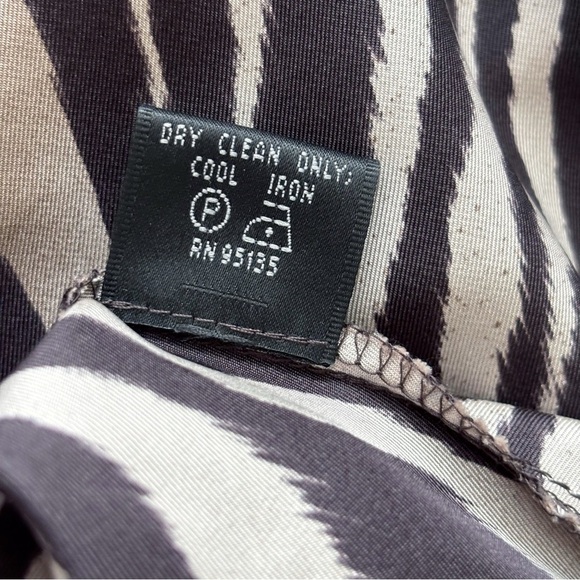 DRY CLEAN ONLY;
COOL IRON
P
RN 95135